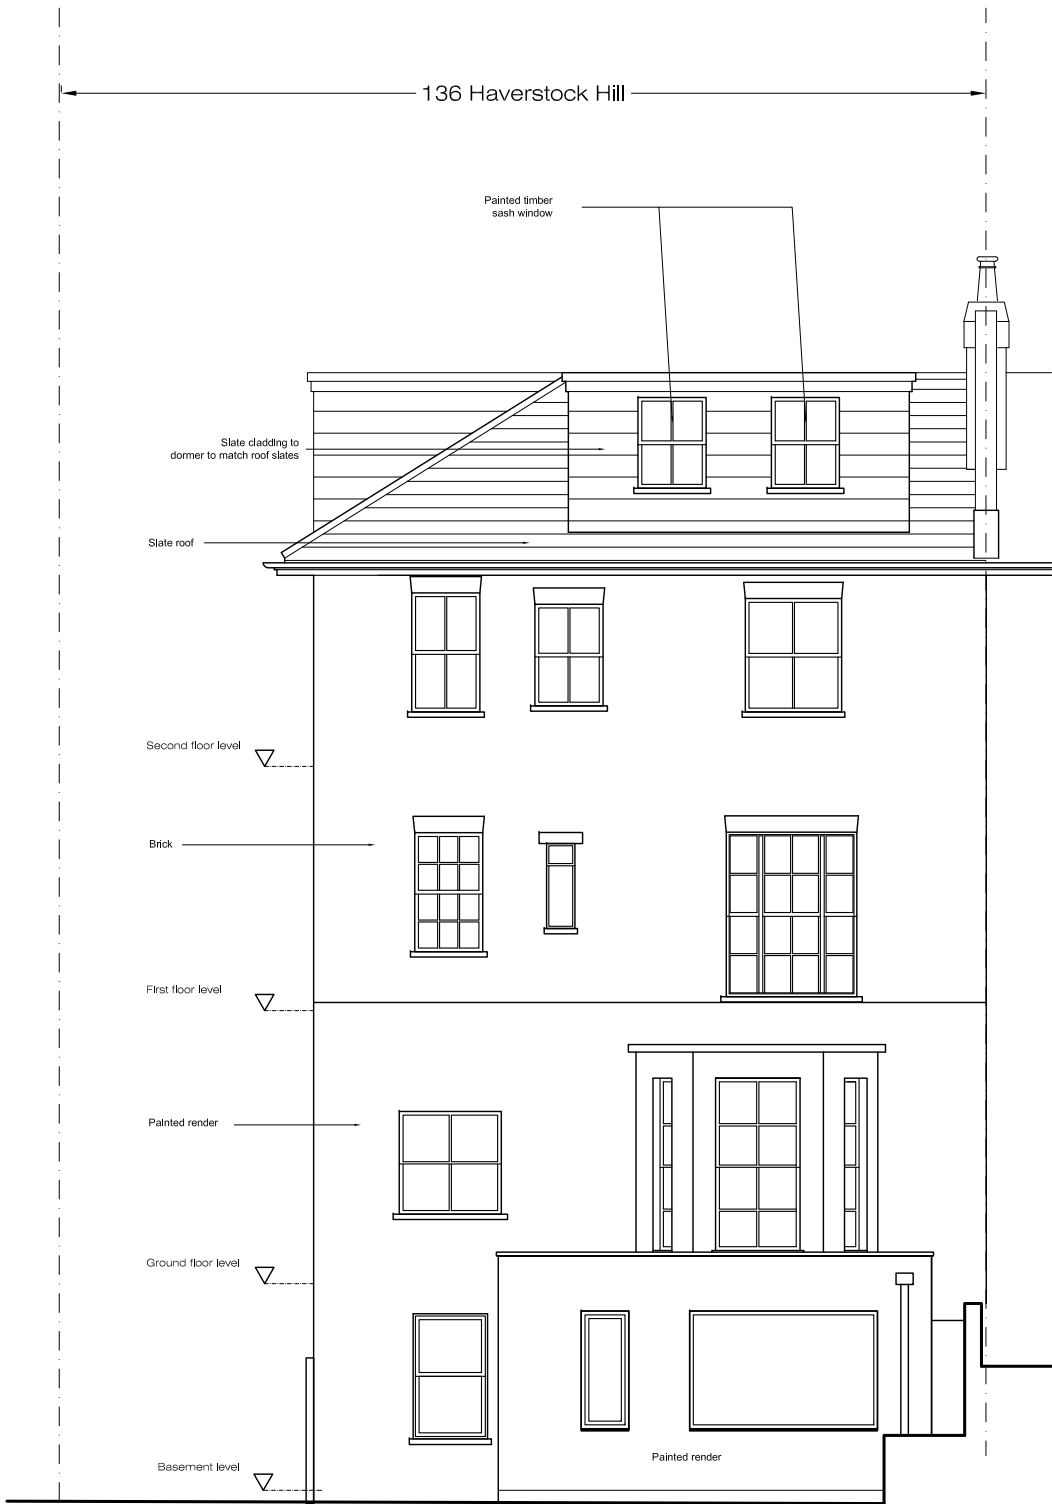 136 Haverstock Hill
Painted timber
sash window
Slate cladding to
dormer to match roof slates
Slate roof
Second floor level
Brick
First floor level
Painted render
Ground floor level
Painted render
Basement level